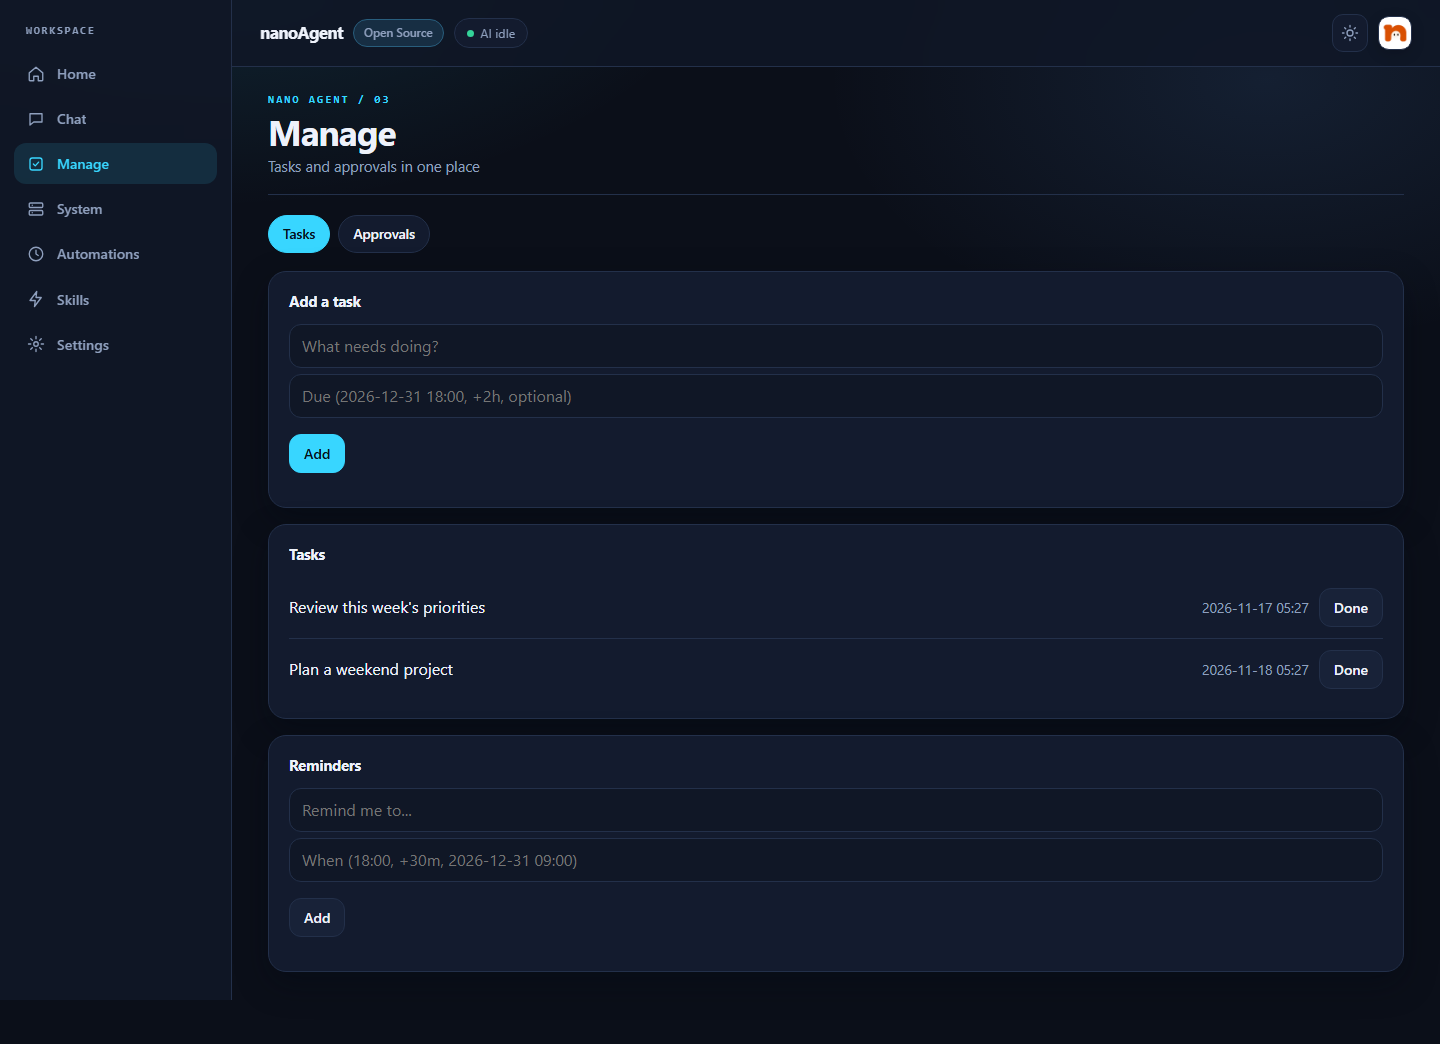 WORKSPACE
Home
Chat
Manage
System
Automations
Skills
Settings
nanoAgent
Open Source
AI idle
NANO AGENT / 03
Manage
Tasks and approvals in one place
Tasks
Approvals
Add a task
What needs doing?
Due (2026-12-31 18:00, +2h, optional)
Add
Tasks
Review this week's priorities
2026-11-17 05:27
Done
Plan a weekend project
2026-11-18 05:27
Done
Reminders
Remind me to...
When (18:00, +30m, 2026-12-31 09:00)
Add